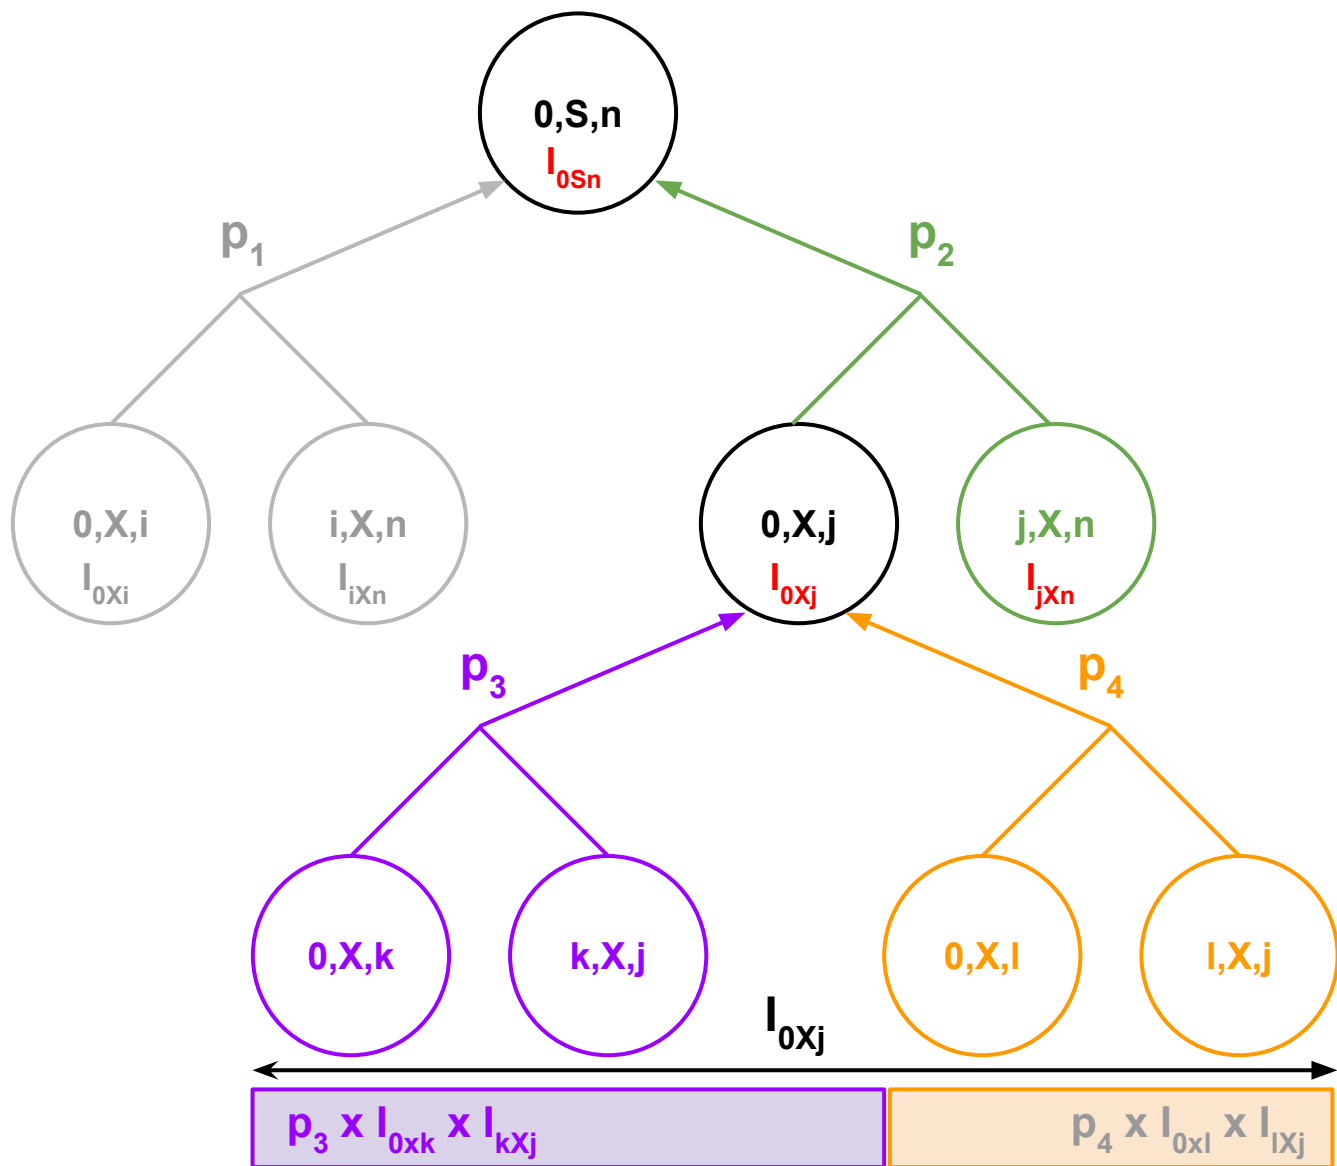 0,S,n
I0Sn
p1
p2
0,X,i
I0Xi
i,X,n
IiXn
0,X,j
I0Xj
j,X,n
IjXn
p3
p4
0,X,k
k,X,j
0,X,l
l,X,j
I0Xj
p3 x I0xk x IkXj
p4 x I0xl x IlXj